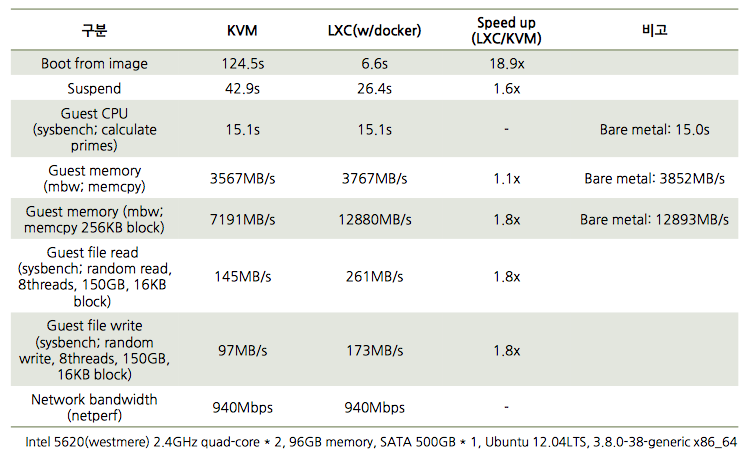 구분 KVM LXC(w/docker) Speed up (LXC/KVM) 비고
Boot from image 124.5s 6.6s 18.9x
Suspend 42.9s 26.4s 1.6x
Guest CPU
(sysbench; calculate
primes) 15.1s 15.1s - Bare metal: 15.0s
Guest memory
(mbw; memcpy) 3567MB/s 3767MB/s 1.1x Bare metal: 3852MB/s
Guest memory (mbw;
memcpy 256KB block) 7191MB/s 12880MB/s 1.8x Bare metal: 12893MB/s
Guest file read
(sysbench; random read,
8threads, 150GB, 16KB
block) 145MB/s 261MB/s 1.8x
Guest file write
(sysbench; random
write, 8threads, 150GB,
16KB block) 97MB/s 173MB/s 1.8x
Network bandwidth
(netperf) 940Mbps 940Mbps -
Intel 5620(westmere) 2.4GHz quad-core * 2, 96GB memory, SATA 500GB * 1, Ubuntu 12.04LTS, 3.8.0-38-generic x86_64